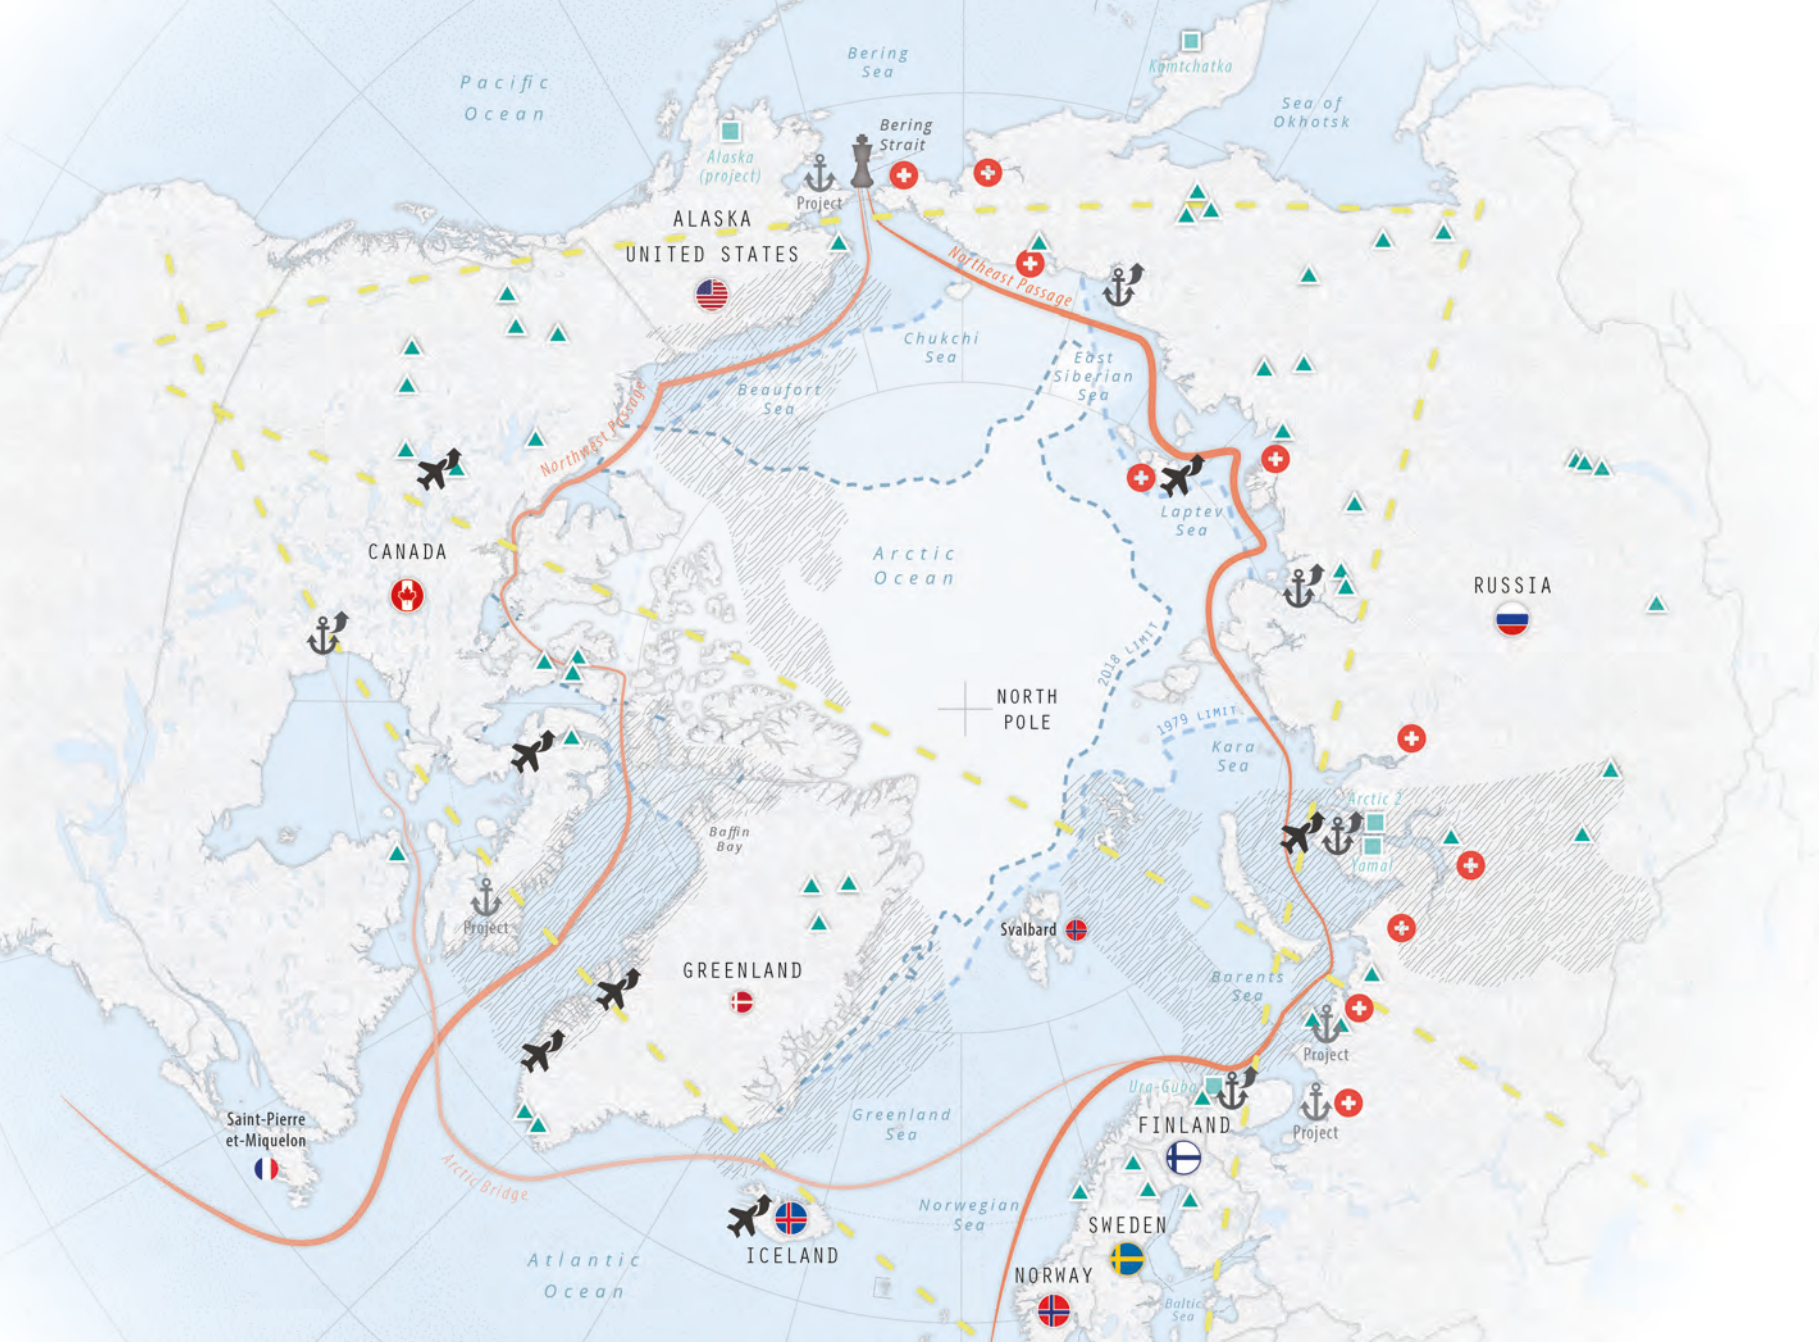 Bering
Sea
Kamtchatka
Pacific
Ocean
Sea of
Okhotsk
Bering
Strait
Alaska
(project)
Project
ALASKA
UNITED STATES
Northeast Passage
Chukchi
Sea
East
Siberian
Sea
Beaufort
Sea
Northwest Passage
Laptev
Sea
CANADA
Arctic
Ocean
RUSSIA
2018 LIMIT
NORTH
POLE
1979 LIMIT
Kara
Sea
Arctic 2
Yamal
Baffin
Bay
Project
Svalbard
GREENLAND
Barents
Sea
Project
Ura-Guba
Saint-Pierre
et-Miquelon
Greenland
Sea
FINLAND
Project
Arctic Bridge
Norwegian
Sea
SWEDEN
ICELAND
Atlantic
Ocean
NORWAY
Baltic
Sea